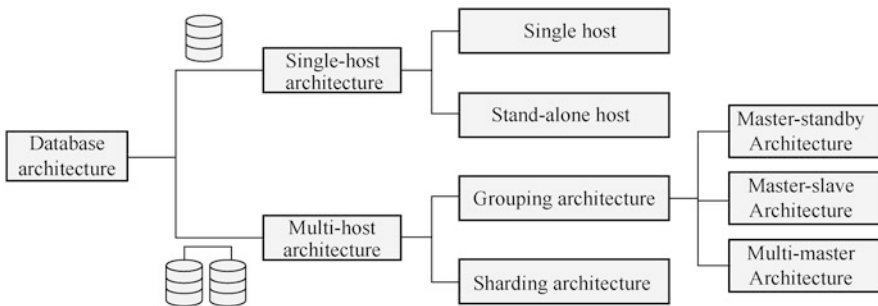 Single host
Single-host
architecture
Stand-alone host
Master-standby
Architecture
Database
architecture
Grouping architecture
Master-slave
Architecture
Multi-host
architecture
Multi-master
Architecture
Sharding architecture